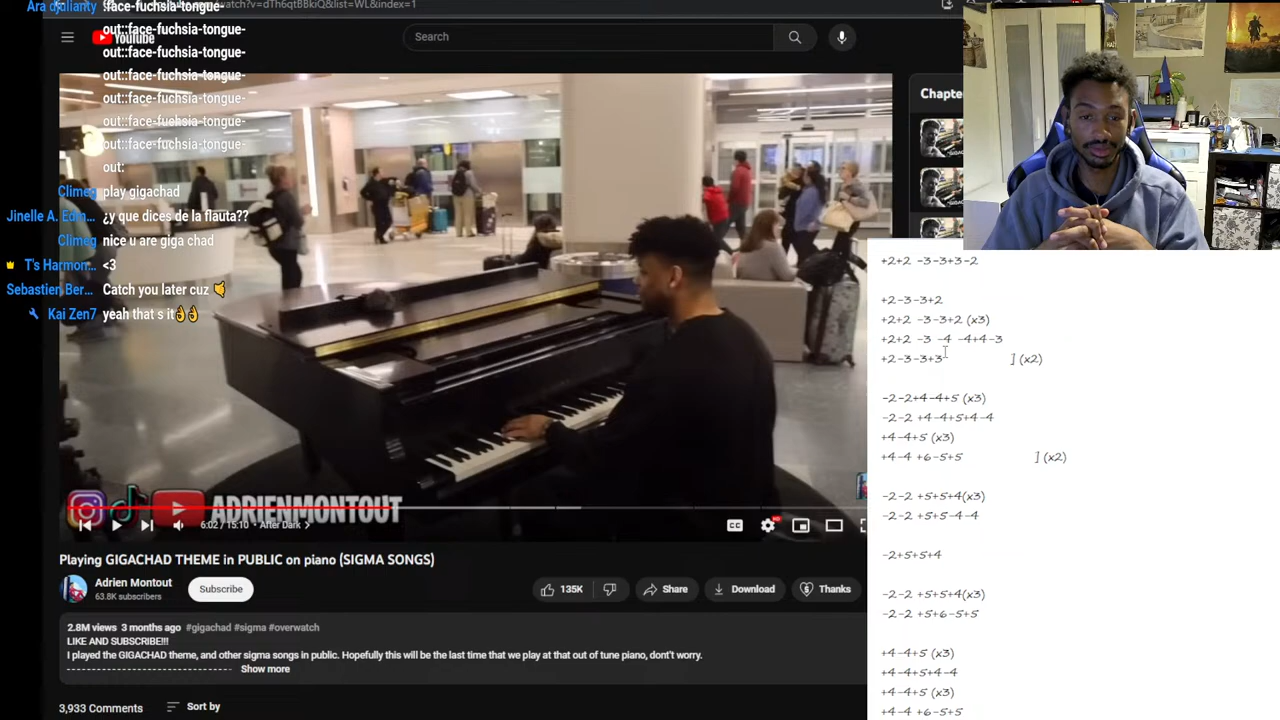 watch?v=dTh6qtBBkiQ&list=WL&index=1
Ara djulianty :face-fuchsia-tongue-
out::face-fuchsia-tongue-
out::face-fuchsia-tongue-
out::face-fuchsia-tongue-
out::face-fuchsia-tongue-
out::face-fuchsia-tongue-
out::face-fuchsia-tongue-
out:
Climeg play gigachad
Jinelle A. Edm... ¿y que dices de la flauta??
Climeg nice u are giga chad
T's Harmon... <3
Sebastien Ber... Catch you later cuz 🤙
Kai Zen7 yeah that s it👌👌
YouTube
Search
Chapte
ADRIENMONTOUT
6:02 / 15:10 • After Dark >
CC
HD
Playing GIGACHAD THEME in PUBLIC on piano (SIGMA SONGS)
Adrien Montout
63.8K subscribers
Subscribe
135K
Share
Download
Thanks
2.8M views 3 months ago #gigachad #sigma #overwatch
LIKE AND SUBSCRIBE!!!
I played the GIGACHAD theme, and other sigma songs in public. Hopefully this will be the last time that we play at that out of tune piano, dont't worry.
Show more
3,933 Comments
Sort by
+2+2 -3-3+3-2
+2-3-3+2
+2+2 -3-3+2 (x3)
+2+2 -3 -4 -4+4-3
+2-3-3+3 ] (x2)
-2-2+4-4+5 (x3)
-2-2 +4-4+5+4-4
+4-4+5 (x3)
+4-4 +6-5+5 ] (x2)
-2-2 +5+5+4(x3)
-2-2 +5+5-4-4
-2+5+5+4
-2-2 +5+5+4(x3)
-2-2 +5+6-5+5
+4-4+5 (x3)
+4-4+5+4-4
+4-4+5 (x3)
+4-4 +6-5+5